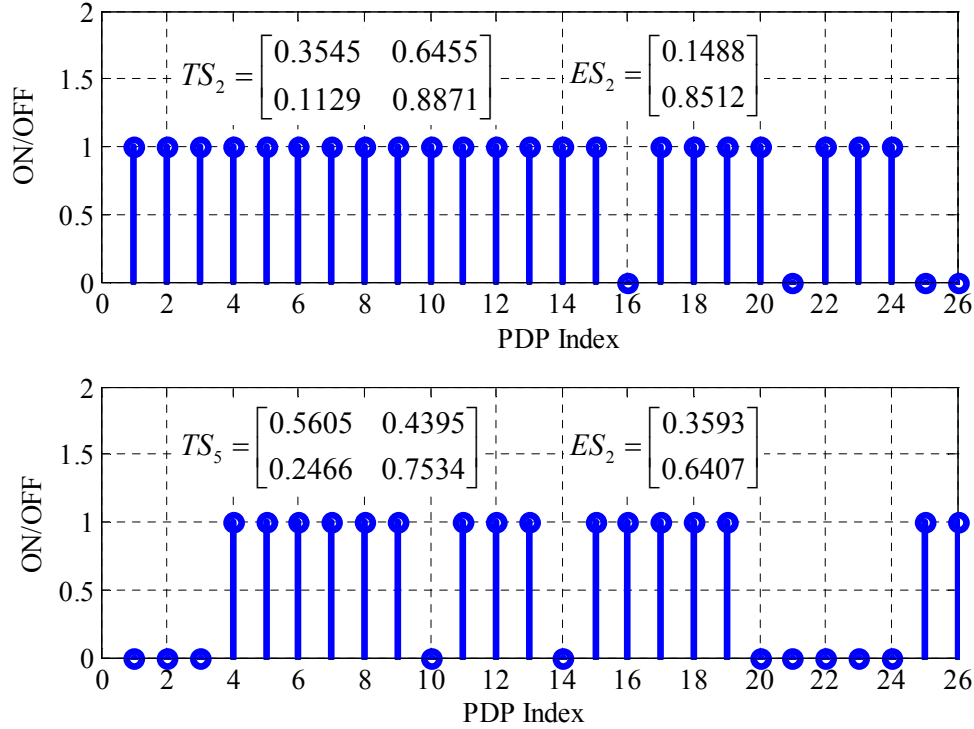 2
TS₂ = [0.3545 0.6455
0.1129 0.8871]
ES₂ = [0.1488
0.8512]
1.5
1
0.5
0
ON/OFF
0 2 4 6 8 10 12 14 16 18 20 22 24 26
PDP Index
2
TS₅ = [0.5605 0.4395
0.2466 0.7534]
ES₂ = [0.3593
0.6407]
1.5
1
0.5
0
ON/OFF
0 2 4 6 8 10 12 14 16 18 20 22 24 26
PDP Index